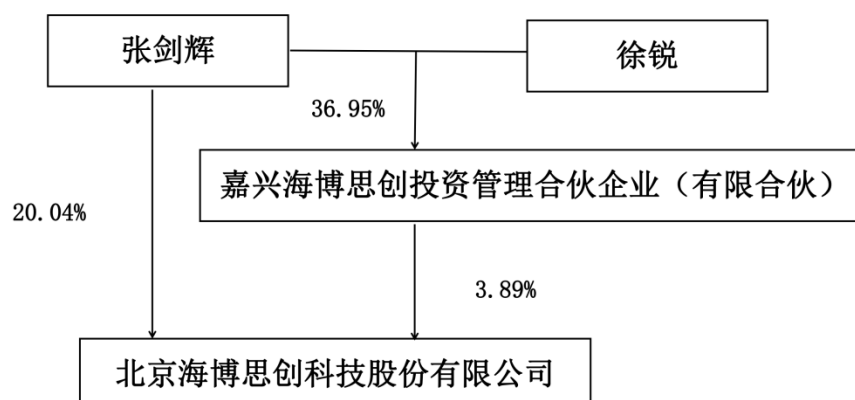 张剑辉
徐锐
36.95%
嘉兴海博思创投资管理合伙企业（有限合伙）
20.04%
3.89%
北京海博思创科技股份有限公司